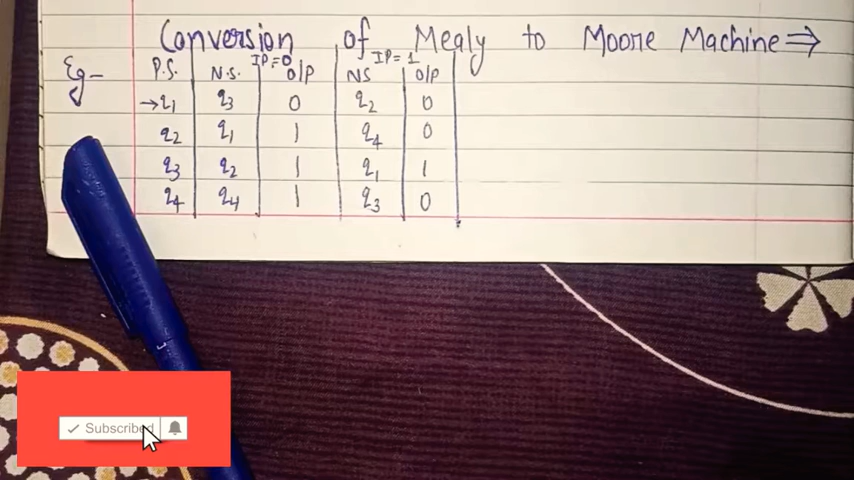 Conversion of Mealy to Moore Machine ⇒
Eg- IP=0 IP=1
P.S. N.S. O/P NS O/P
→q1 q3 0 q2 0
q2 q1 1 q4 0
q3 q2 1 q1 1
q4 q4 1 q3 0
Subscribed